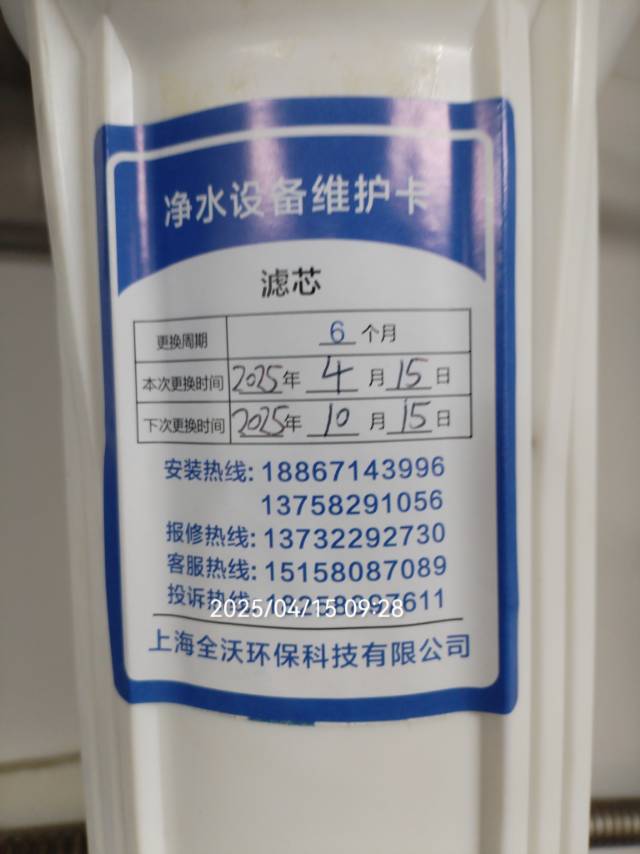 净水设备维护卡
滤芯
更换周期 6 个月
本次更换时间 2025年 4 月 15 日
下次更换时间 2025年 10 月 15 日
安装热线: 18867143996
13758291056
报修热线: 13732292730
客服热线: 15158087089
投诉热线:
2025/04/15 09:28
上海全沃环保科技有限公司